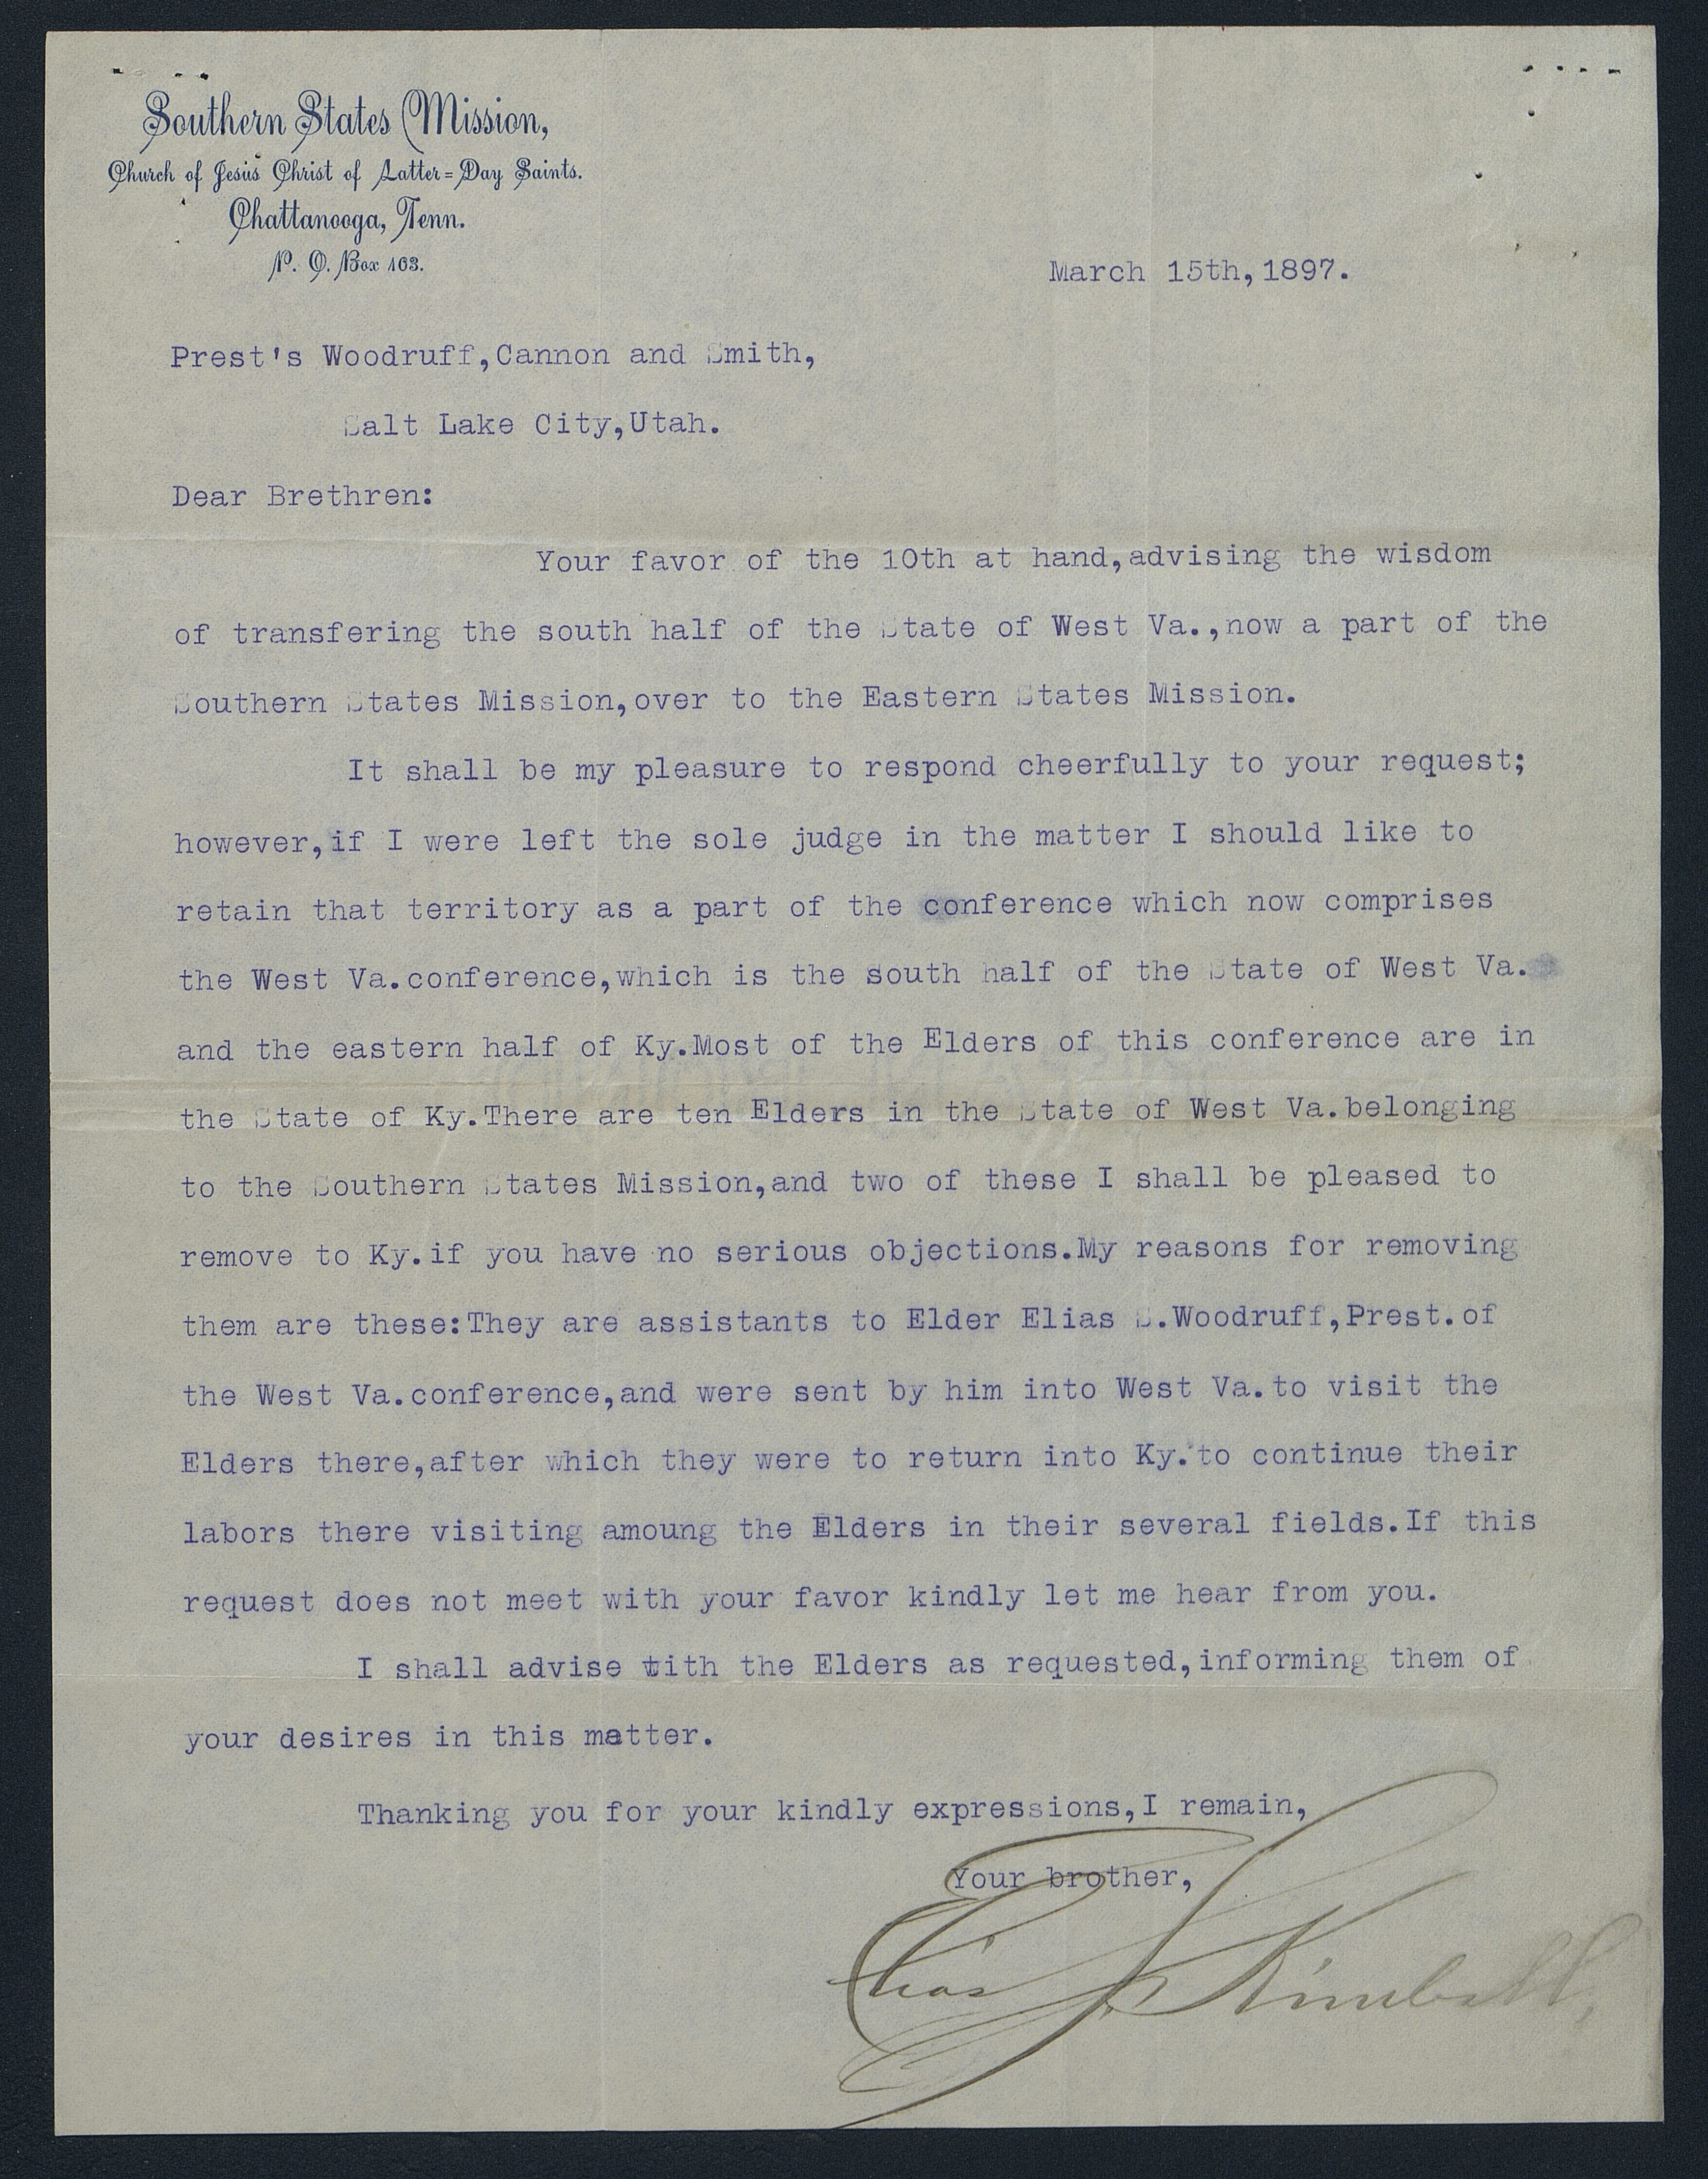 Southern States Mission,
Church of Jesus Christ of Latter=Day Saints.
Chattanooga, Tenn.
P. O. Box 103.
March 15th, 1897.
Prest's Woodruff,Cannon and Smith,
Salt Lake City,Utah.
Dear Brethren:
Your favor of the 10th at hand,advising the wisdom
of transfering the south half of the State of West Va.,now a part of the
Southern States Mission,over to the Eastern States Mission.
It shall be my pleasure to respond cheerfully to your request;
however,if I were left the sole judge in the matter I should like to
retain that territory as a part of the conference which now comprises
the West Va.conference,which is the south half of the State of West Va.
and the eastern half of Ky.Most of the Elders of this conference are in
the State of Ky.There are ten Elders in the State of West Va.belonging
to the Southern States Mission,and two of these I shall be pleased to
remove to Ky.if you have no serious objections.My reasons for removing
them are these:They are assistants to Elder Elias S.Woodruff,Prest.of
the West Va.conference,and were sent by him into West Va.to visit the
Elders there,after which they were to return into Ky.to continue their
labors there visiting amoung the Elders in their several fields.If this
request does not meet with your favor kindly let me hear from you.
I shall advise with the Elders as requested,informing them of
your desires in this matter.
Thanking you for your kindly expressions,I remain,
Your brother,
Elias S. Kimball,